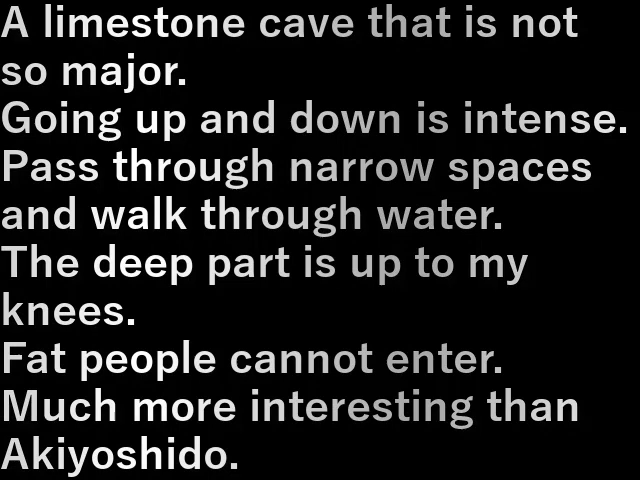 A limestone cave that is not
so major.
Going up and down is intense.
Pass through narrow spaces
and walk through water.
The deep part is up to my
knees.
Fat people cannot enter.
Much more interesting than
Akiyoshido.